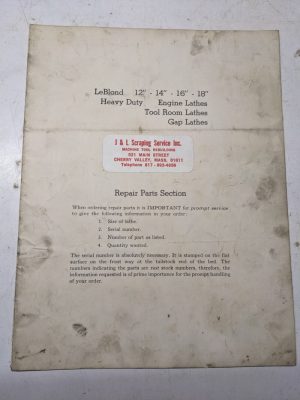 LeBlond 12" - 14" - 16" - 18"
Heavy Duty Engine Lathes
Tool Room Lathes
Gap Lathes
J & L Scraping Service Inc.
MACHINE TOOL REBUILDING
521 MAIN STREET
CHERRY VALLEY, MASS. 01611
Telephone 617 - 892-4896
Repair Parts Section
When ordering repair parts it is IMPORTANT for prompt service
to give the following information in your order.
1. Size of lathe.
2. Serial number.
3. Number of part as listed.
4. Quantity wanted.
The serial number is absolutely necessary. It is stamped on the flat
surface on the front way at the tailstock end of the bed. The
numbers indicating the parts are not stock numbers, therefore, the
information requested is of prime importance for the prompt handling
of your order.